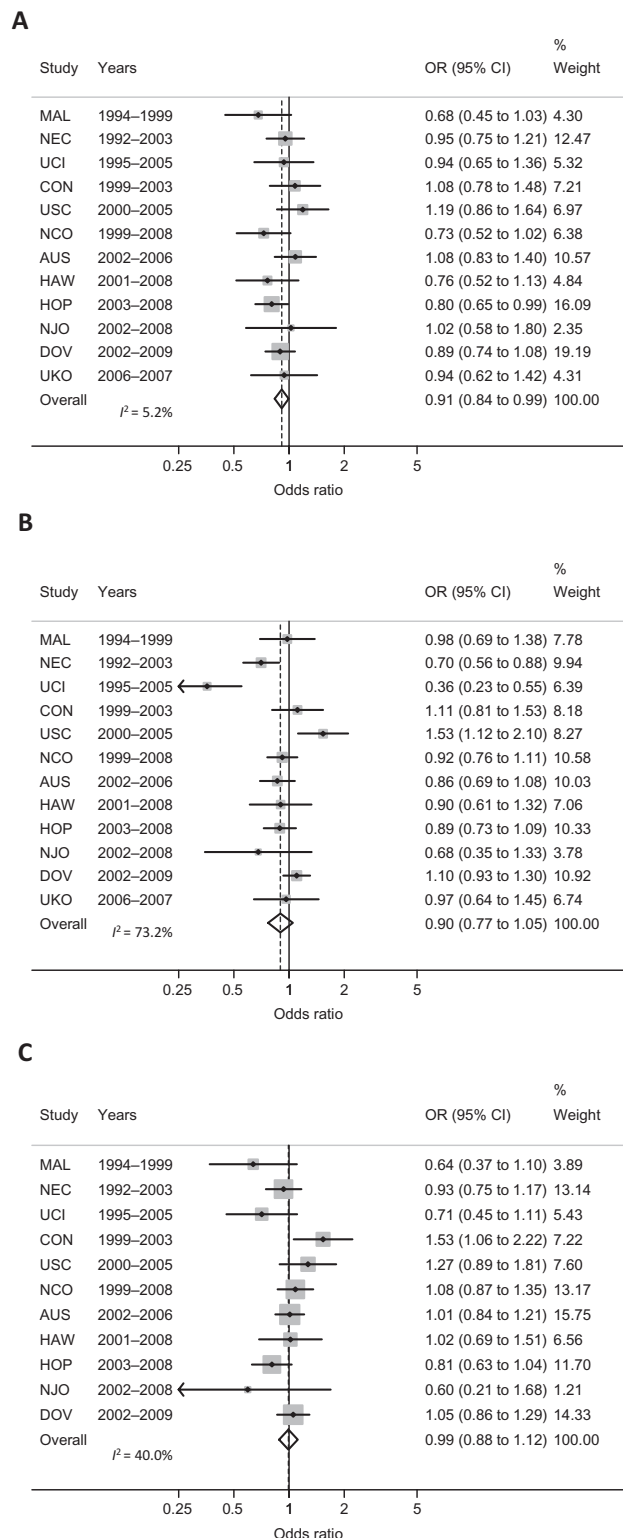 A
%
Study Years OR (95% CI) Weight
MAL 1994–1999 0.68 (0.45 to 1.03) 4.30
NEC 1992–2003 0.95 (0.75 to 1.21) 12.47
UCI 1995–2005 0.94 (0.65 to 1.36) 5.32
CON 1999–2003 1.08 (0.78 to 1.48) 7.21
USC 2000–2005 1.19 (0.86 to 1.64) 6.97
NCO 1999–2008 0.73 (0.52 to 1.02) 6.38
AUS 2002–2006 1.08 (0.83 to 1.40) 10.57
HAW 2001–2008 0.76 (0.52 to 1.13) 4.84
HOP 2003–2008 0.80 (0.65 to 0.99) 16.09
NJO 2002–2008 1.02 (0.58 to 1.80) 2.35
DOV 2002–2009 0.89 (0.74 to 1.08) 19.19
UKO 2006–2007 0.94 (0.62 to 1.42) 4.31
Overall 0.91 (0.84 to 0.99) 100.00
I² = 5.2%
0.25 0.5 1 2 5
Odds ratio
B
%
Study Years OR (95% CI) Weight
MAL 1994–1999 0.98 (0.69 to 1.38) 7.78
NEC 1992–2003 0.70 (0.56 to 0.88) 9.94
UCI 1995–2005 0.36 (0.23 to 0.55) 6.39
CON 1999–2003 1.11 (0.81 to 1.53) 8.18
USC 2000–2005 1.53 (1.12 to 2.10) 8.27
NCO 1999–2008 0.92 (0.76 to 1.11) 10.58
AUS 2002–2006 0.86 (0.69 to 1.08) 10.03
HAW 2001–2008 0.90 (0.61 to 1.32) 7.06
HOP 2003–2008 0.89 (0.73 to 1.09) 10.33
NJO 2002–2008 0.68 (0.35 to 1.33) 3.78
DOV 2002–2009 1.10 (0.93 to 1.30) 10.92
UKO 2006–2007 0.97 (0.64 to 1.45) 6.74
Overall 0.90 (0.77 to 1.05) 100.00
I² = 73.2%
0.25 0.5 1 2 5
Odds ratio
C
%
Study Years OR (95% CI) Weight
MAL 1994–1999 0.64 (0.37 to 1.10) 3.89
NEC 1992–2003 0.93 (0.75 to 1.17) 13.14
UCI 1995–2005 0.71 (0.45 to 1.11) 5.43
CON 1999–2003 1.53 (1.06 to 2.22) 7.22
USC 2000–2005 1.27 (0.89 to 1.81) 7.60
NCO 1999–2008 1.08 (0.87 to 1.35) 13.17
AUS 2002–2006 1.01 (0.84 to 1.21) 15.75
HAW 2001–2008 1.02 (0.69 to 1.51) 6.56
HOP 2003–2008 0.81 (0.63 to 1.04) 11.70
NJO 2002–2008 0.60 (0.21 to 1.68) 1.21
DOV 2002–2009 1.05 (0.86 to 1.29) 14.33
Overall 0.99 (0.88 to 1.12) 100.00
I² = 40.0%
0.25 0.5 1 2 5
Odds ratio